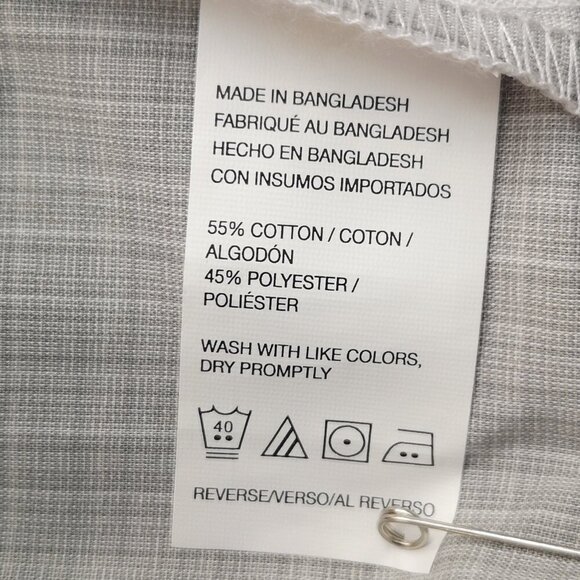 MADE IN BANGLADESH
FABRIQUÉ AU BANGLADESH
HECHO EN BANGLADESH
CON INSUMOS IMPORTADOS
55% COTTON / COTON /
ALGODÓN
45% POLYESTER /
POLIÉSTER
WASH WITH LIKE COLORS,
DRY PROMPTLY
40
REVERSE/VERSO/AL REVERSO